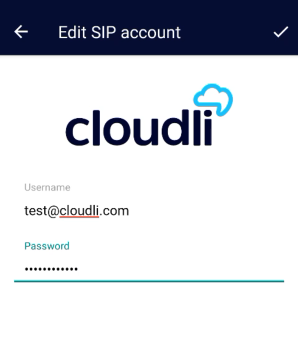 Edit SIP account
cloudli
Username
test@cloudli.com
Password
••••••••••••